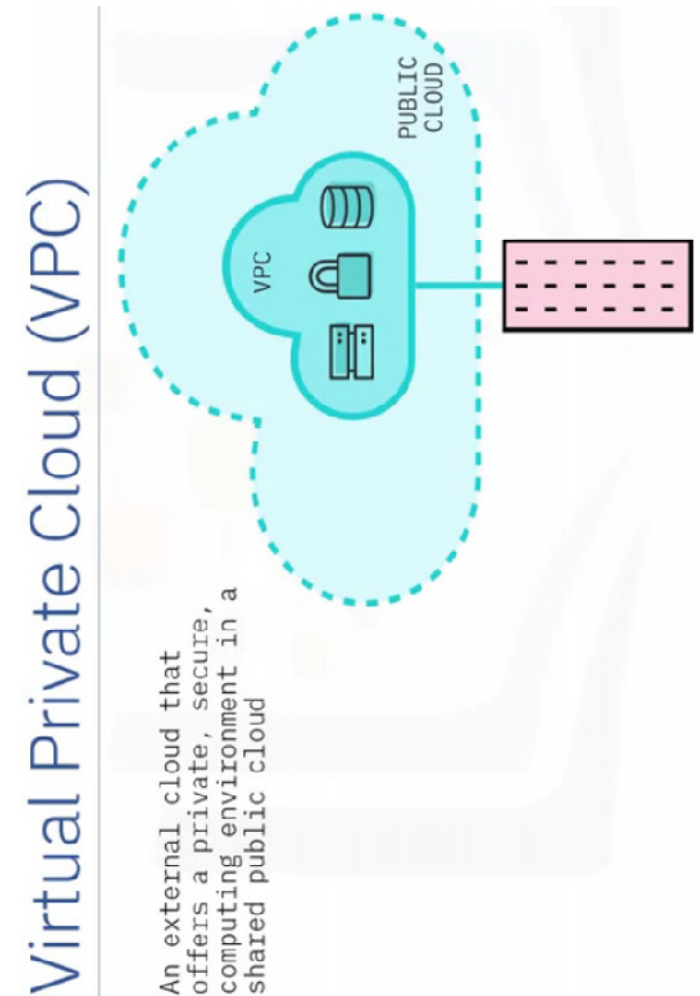 Virtual Private Cloud (VPC)
An external cloud that
offers a private, secure,
computing environment in a
shared public cloud
VPC
PUBLIC
CLOUD